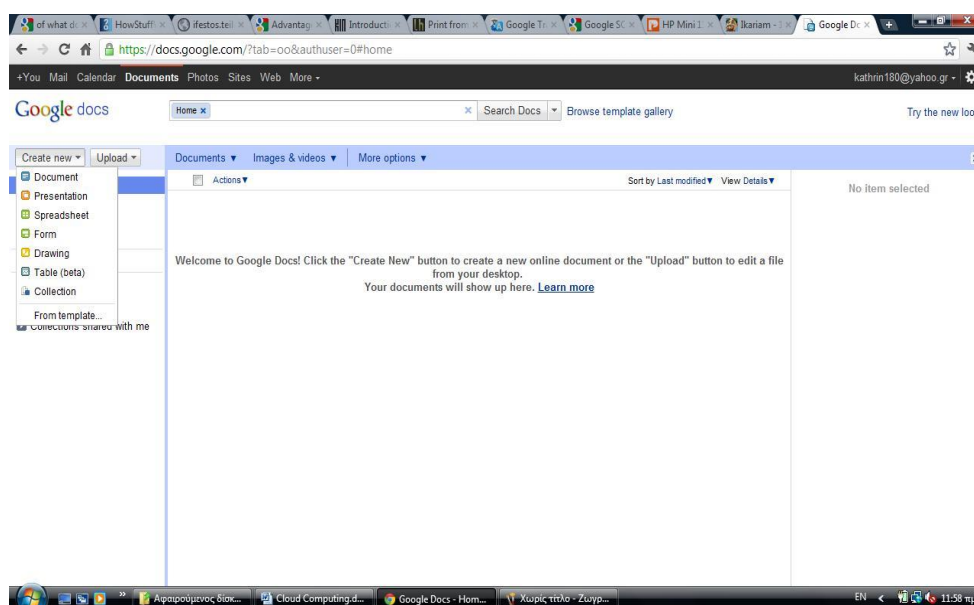 of what do HowStuff ifestos.teil Advantag Introducti Print from Google Tr Google SC HP Mini 1 Ikariam - Google Dc
https://docs.google.com/?tab=oo&authuser=0#home
+You Mail Calendar Documents Photos Sites Web More
kathrin180@yahoo.gr
Google docs Home × Search Docs Browse template gallery Try the new loo
Create new Upload Documents Images & videos More options
Document Actions Sort by Last modified View Details
Presentation No item selected
Spreadsheet
Form
Drawing
Welcome to Google Docs! Click the "Create New" button to create a new online document or the "Upload" button to edit a file
Table (beta) from your desktop.
Collection Your documents will show up here. Learn more
From template...
Collections shared with me
Αφαιρούμενος δίσκ... Cloud Computing.d... Google Docs - Hom... Χωρίς τίτλο - Ζωγρ... EN 11:58 πμ